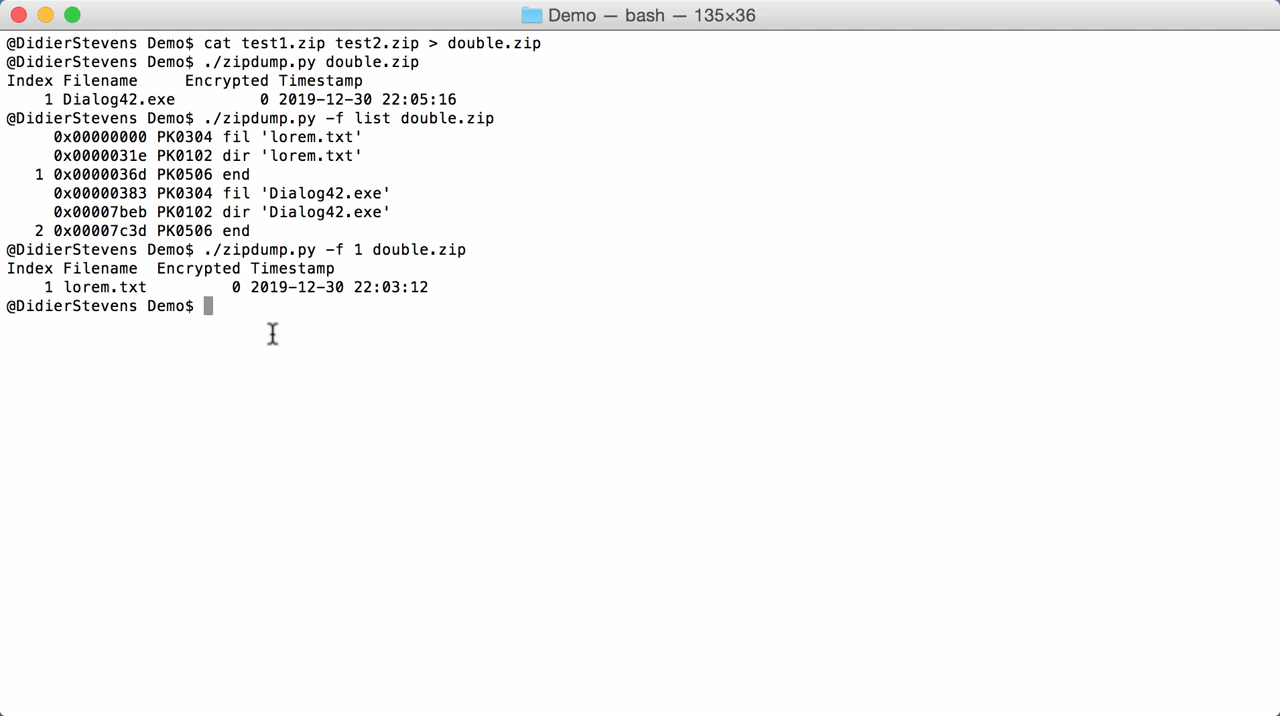 Demo — bash — 135×36
@DidierStevens Demo$ cat test1.zip test2.zip > double.zip
@DidierStevens Demo$ ./zipdump.py double.zip
Index Filename     Encrypted Timestamp
    1 Dialog42.exe         0 2019-12-30 22:05:16
@DidierStevens Demo$ ./zipdump.py -f list double.zip
     0x00000000 PK0304 fil 'lorem.txt'
     0x0000031e PK0102 dir 'lorem.txt'
   1 0x0000036d PK0506 end
     0x00000383 PK0304 fil 'Dialog42.exe'
     0x00007beb PK0102 dir 'Dialog42.exe'
   2 0x00007c3d PK0506 end
@DidierStevens Demo$ ./zipdump.py -f 1 double.zip
Index Filename  Encrypted Timestamp
    1 lorem.txt         0 2019-12-30 22:03:12
@DidierStevens Demo$